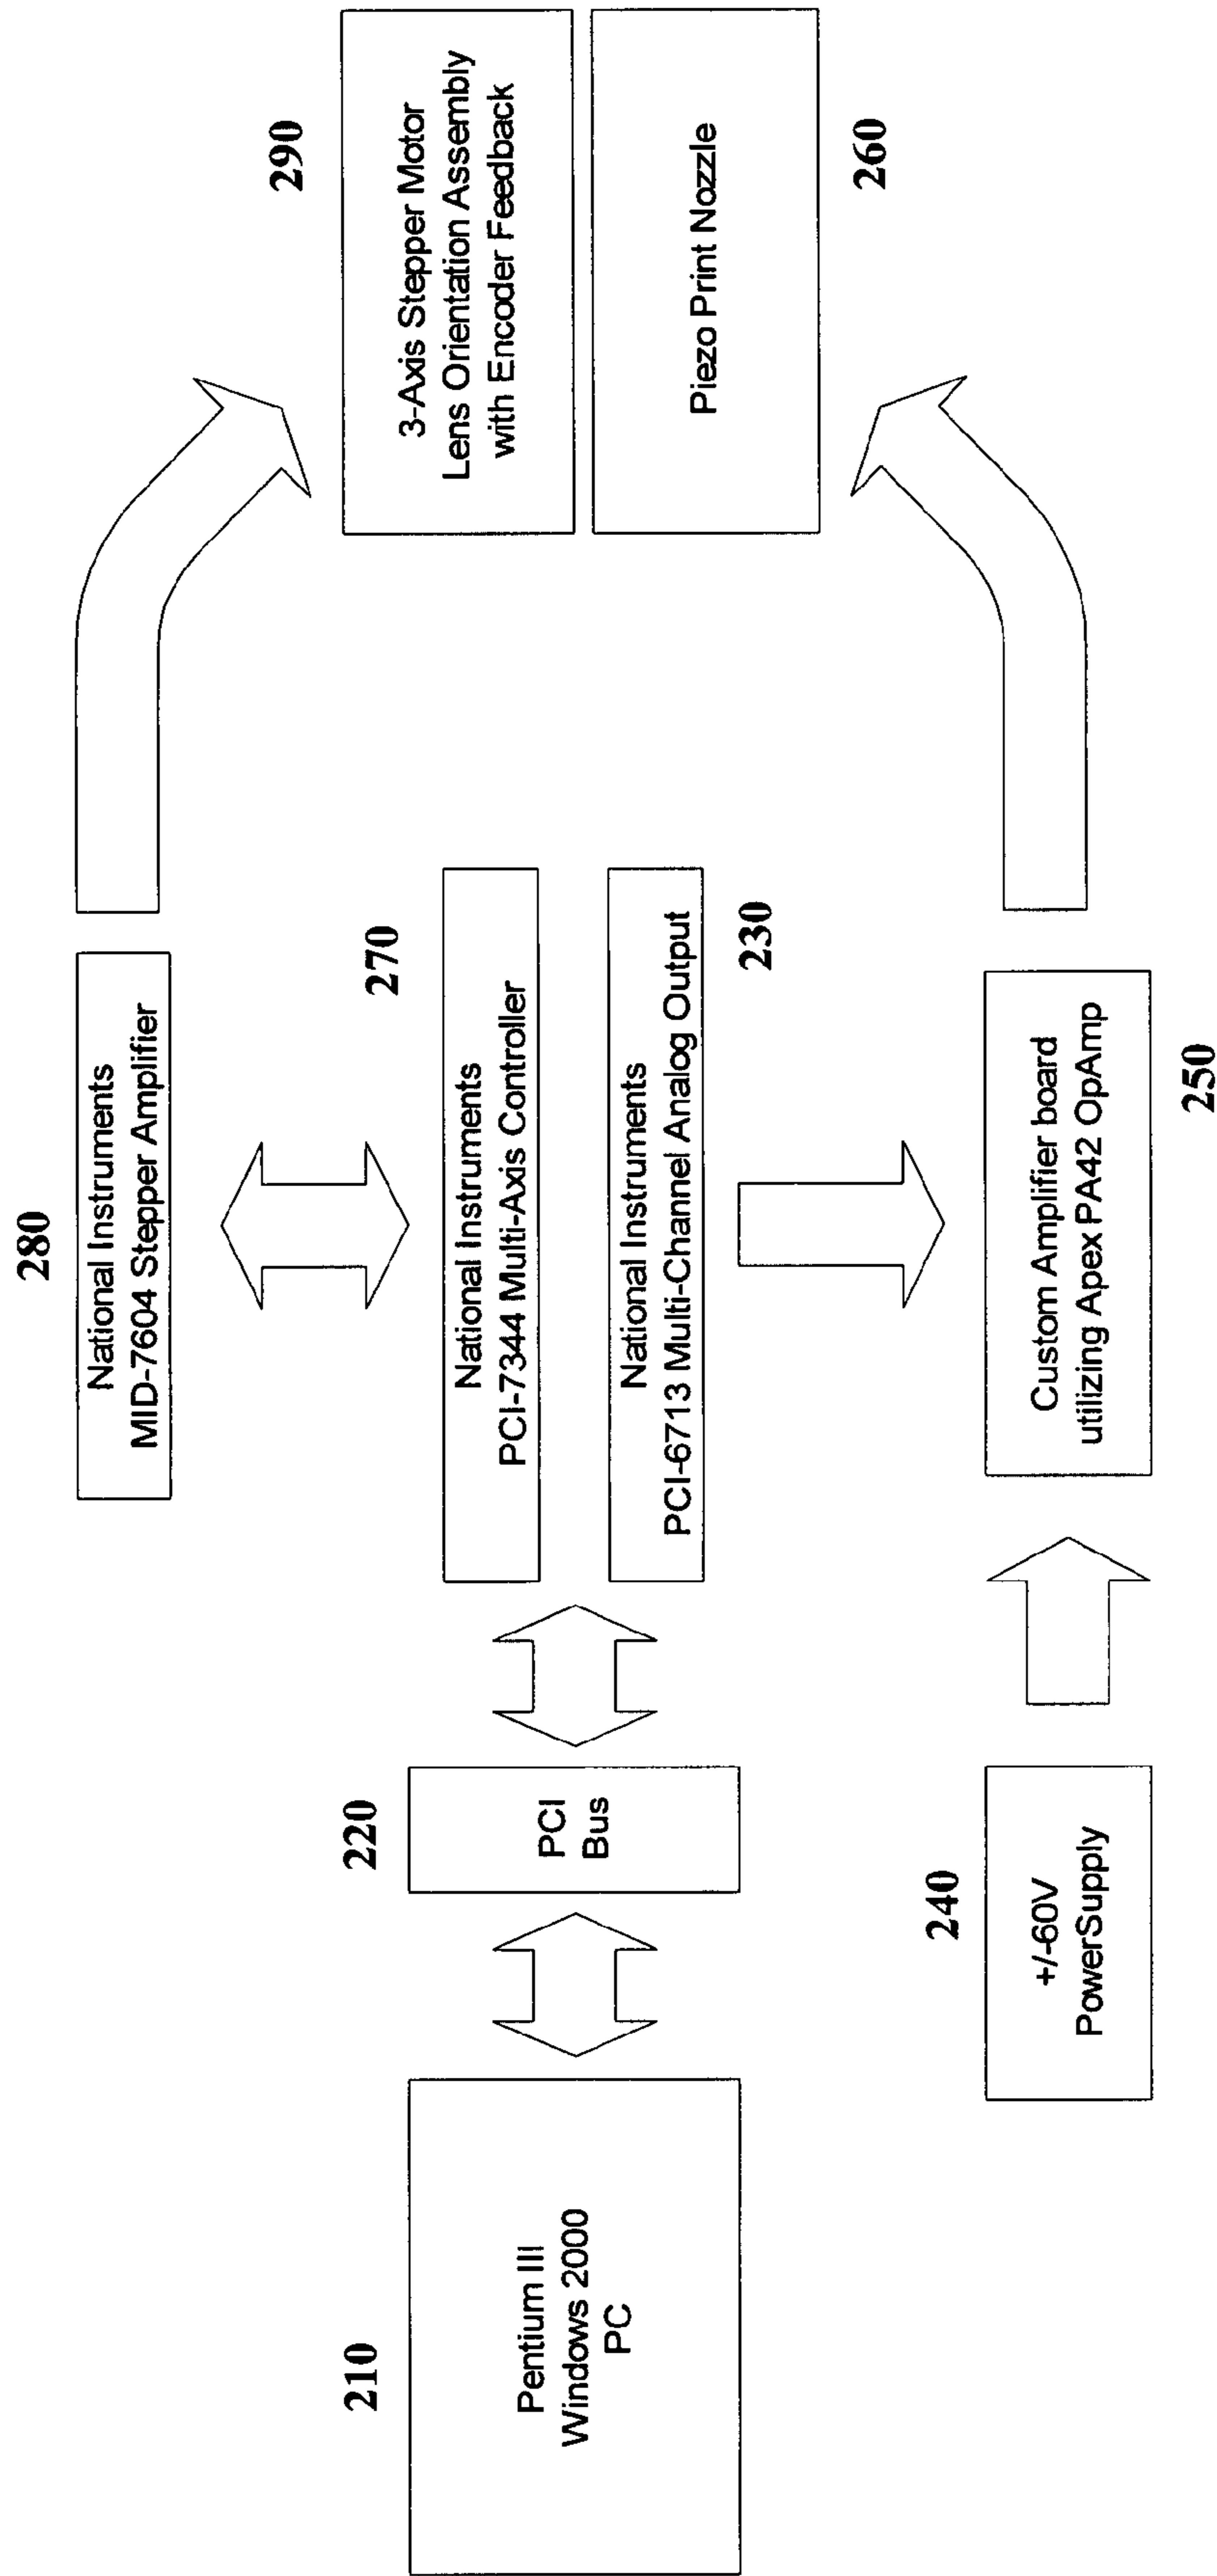 280
National Instruments
MID-7604 Stepper Amplifier
290
3-Axis Stepper Motor
Lens Orientation Assembly
with Encoder Feedback
210
Pentium III
Windows 2000
PC
220
PCI
Bus
270
National Instruments
PCI-7344 Multi-Axis Controller
National Instruments
PCI-6713 Multi-Channel Analog Output
230
Piezo Print Nozzle
260
240
+/-60V
PowerSupply
Custom Amplifier board
utilizing Apex PA42 OpAmp
250